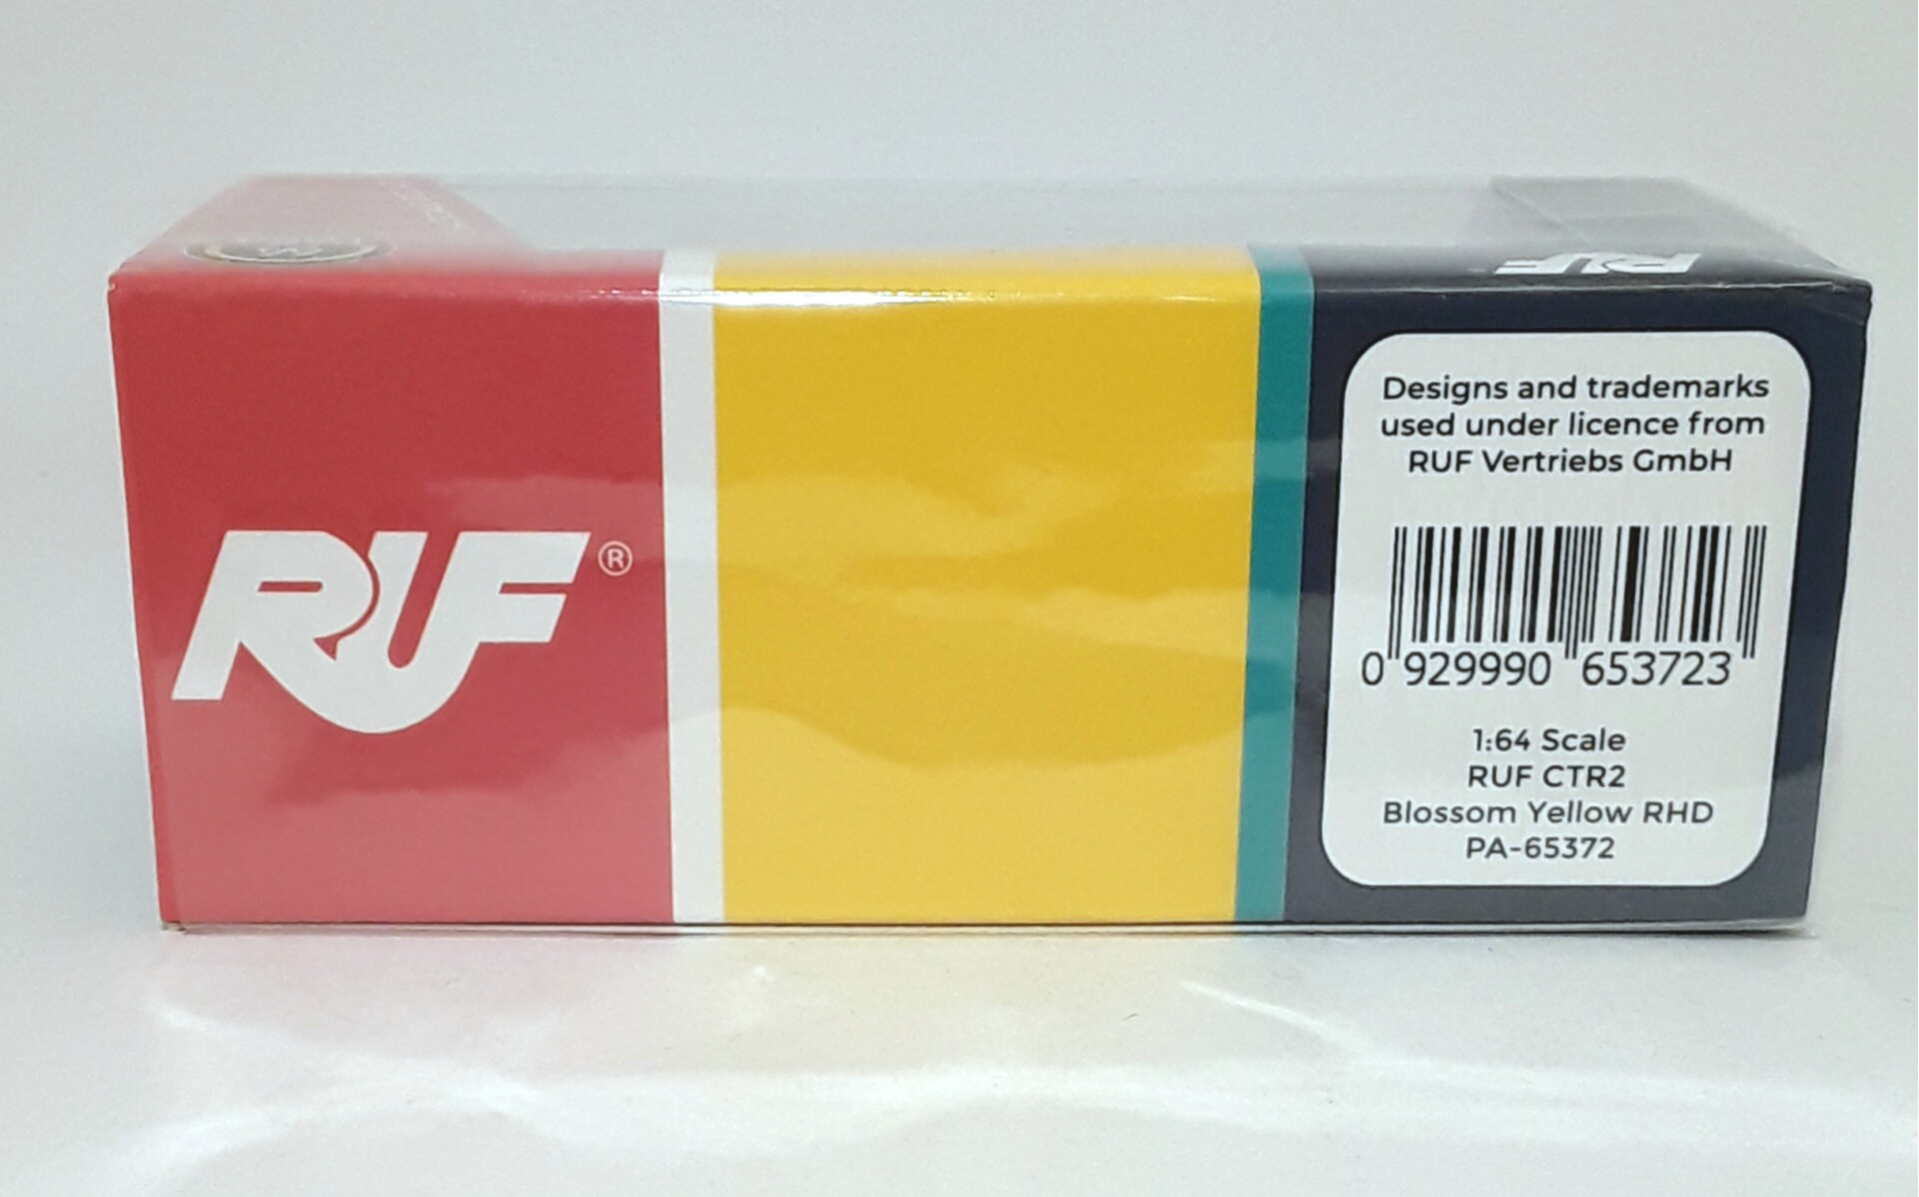 RUF
RUF®
Designs and trademarks
used under licence from
RUF Vertriebs GmbH
0 929990 653723
1:64 Scale
RUF CTR2
Blossom Yellow RHD
PA-65372